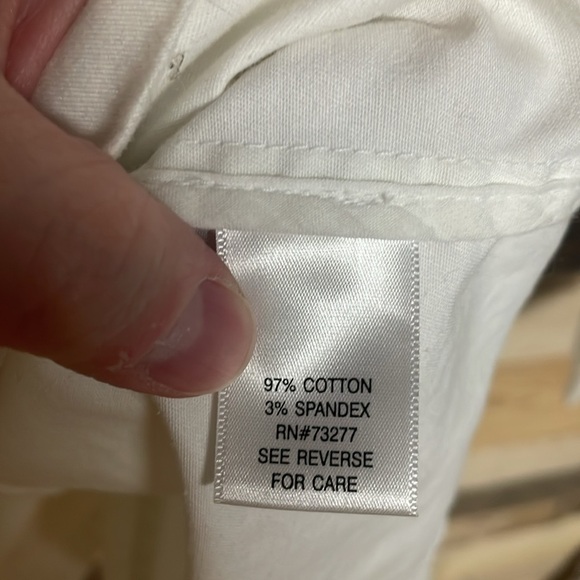 97% COTTON
3% SPANDEX
RN#73277
SEE REVERSE
FOR CARE